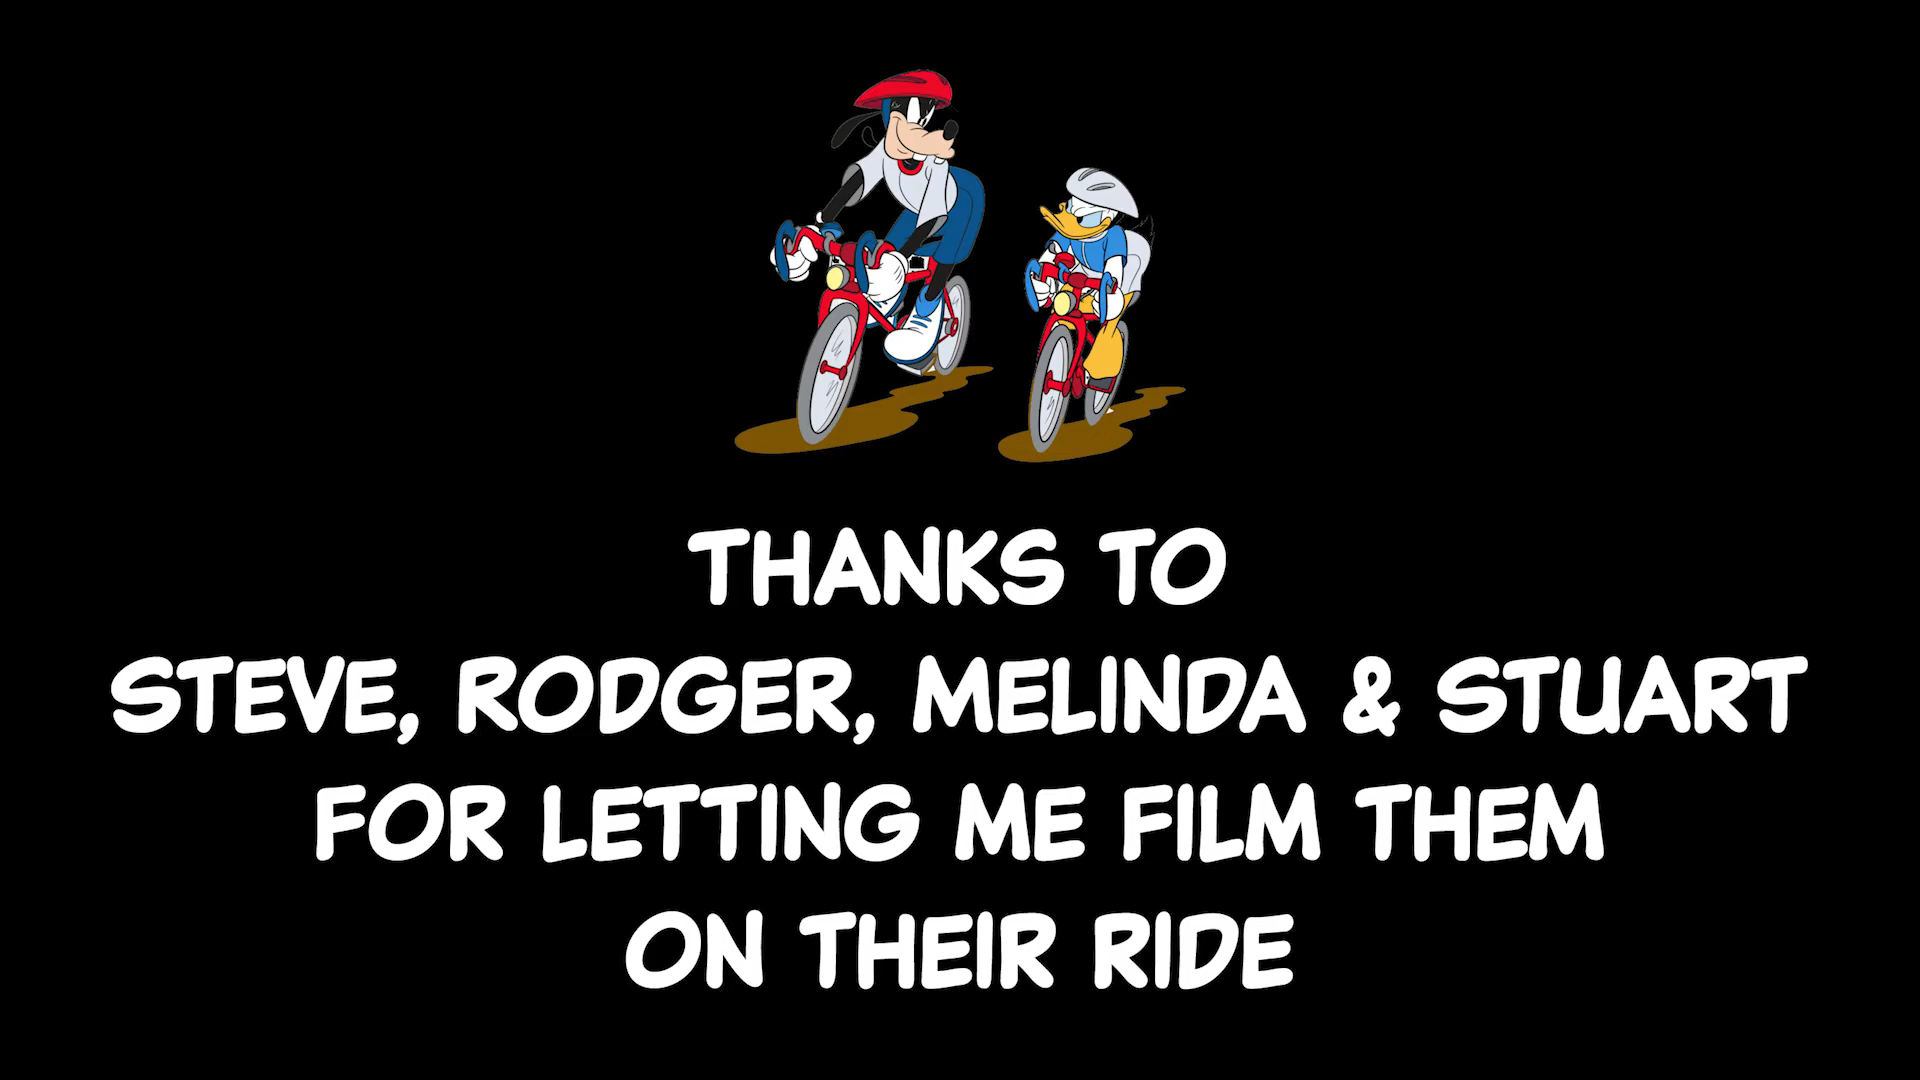 THANKS TO
STEVE, RODGER, MELINDA & STUART
FOR LETTING ME FILM THEM
ON THEIR RIDE